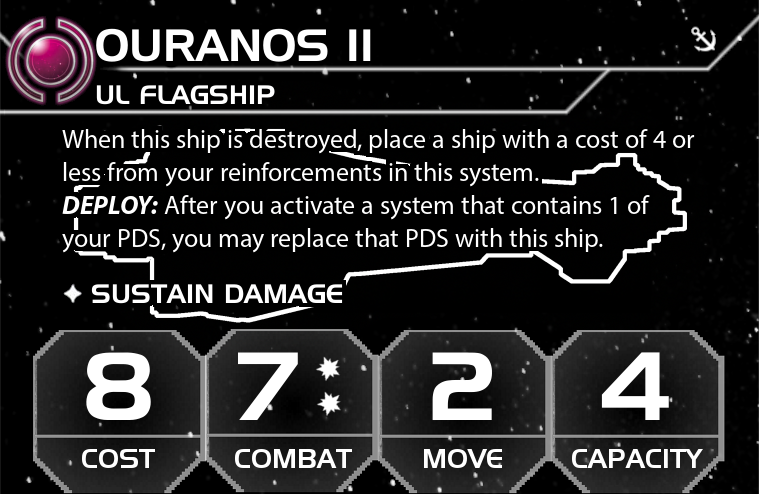 OURANOS II
UL FLAGSHIP
When this ship is destroyed, place a ship with a cost of 4 or
less from your reinforcements in this system.
DEPLOY: After you activate a system that contains 1 of
your PDS, you may replace that PDS with this ship.
SUSTAIN DAMAGE
8 7 2 4
COST COMBAT MOVE CAPACITY